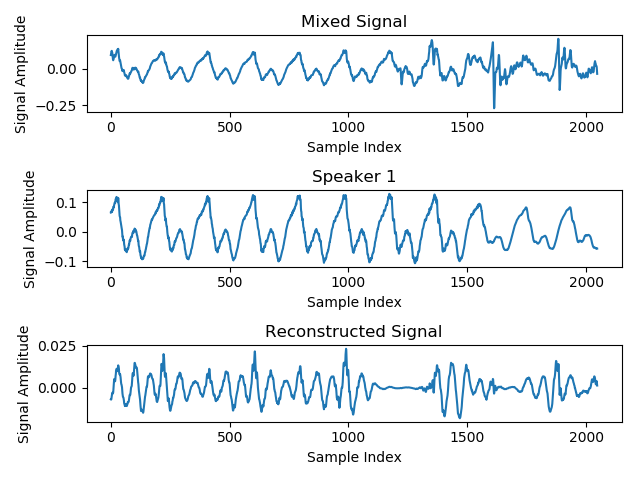 Mixed Signal
Signal Amplitude
0.00
−0.25
0 500 1000 1500 2000
Sample Index
Speaker 1
Signal Amplitude
0.1
0.0
−0.1
0 500 1000 1500 2000
Sample Index
Reconstructed Signal
Signal Amplitude
0.025
0.000
0 500 1000 1500 2000
Sample Index